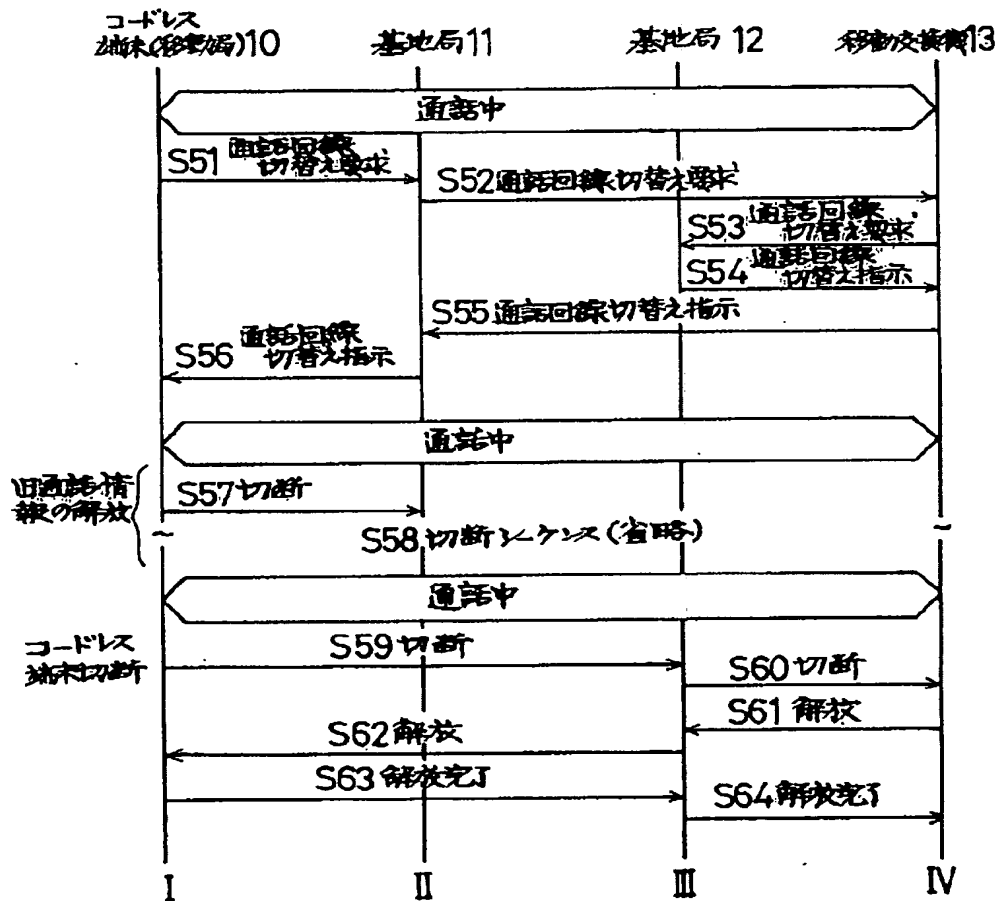 コードレス
端末(移動局)10
基地局11
基地局12
移動交換機13
通話中
S51 通話回線
切替え要求
S52 通話回線切替え要求
S53 通話回線
切替え要求
S54 通話回線
切替え指示
S55 通話回線切替え指示
S56 通話回線
切替え指示
通話中
旧通話情
報の解放
S57 切断
~
S58 切断シーケンス(省略)
~
通話中
コードレス
端末切断
S59 切断
S60 切断
S61 解放
S62 解放
S63 解放完了
S64 解放完了
I
II
III
IV